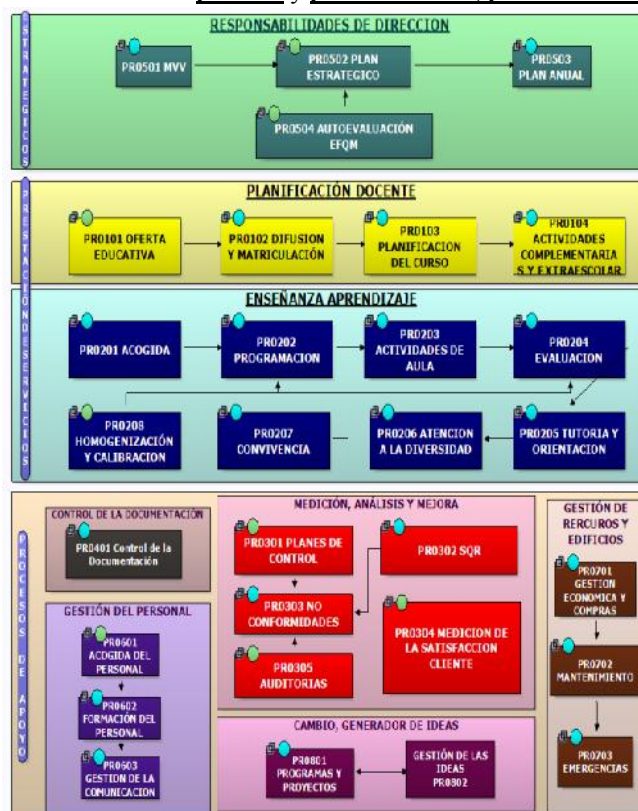 RESPONSABILIDADES DE DIRECCION
ESTRATEGICOS
PR0501 MVV
PR0502 PLAN
ESTRATEGICO
PR0503
PLAN ANUAL
PR0504 AUTOEVALUACIÓN
EFQM
PLANIFICACIÓN DOCENTE
PRESTACIÓN DE SERVICIOS
PR0101 OFERTA
EDUCATIVA
PR0102 DIFUSION
Y MATRICULACIÓN
PR0103
PLANIFICACION
DEL CURSO
PR0104
ACTIVIDADES
COMPLEMENTARIA
S Y EXTRAESCOLAR
ENSEÑANZA APRENDIZAJE
PR0201 ACOGIDA
PR0202
PROGRAMACION
PR0203
ACTIVIDADES DE
AULA
PR0204
EVALUACION
PR0208
HOMOGENIZACIÓN
Y CALIBRACION
PR0207
CONVIVENCIA
PR0206 ATENCION
A LA DIVERSIDAD
PR0205 TUTORIA Y
ORIENTACION
PROCESOS DE APOYO
CONTROL DE LA DOCUMENTACIÓN
PR0401 Control de la
Documentación
GESTIÓN DEL PERSONAL
PR0601
ACOGIDA DEL
PERSONAL
PR0602
FORMACIÓN DEL
PERSONAL
PR0603
GESTION DE LA
COMUNICACIÓN
MEDICIÓN, ANÁLISIS Y MEJORA
PR0301 PLANES DE
CONTROL
PR0302 SQR
PR0303 NO
CONFORMIDADES
PR0304 MEDICION DE
LA SATISFACCION
CLIENTE
PR0305
AUDITORIAS
CAMBIO, GENERADOR DE IDEAS
PR0801
PROGRAMAS Y
PROYECTOS
GESTIÓN DE LAS
IDEAS
PR0802
GESTIÓN DE
RERCUROS Y
EDIFICIOS
PR0701
GESTION
ECONOMICA Y
COMPRAS
PR0702
MANTENIMIENTO
PR0703
EMERGENCIAS